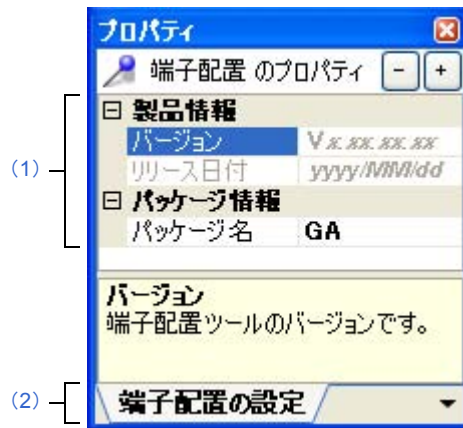 プロパティ
端子配置 のプロパティ - +
製品情報
バージョン Vx.xx.xx.xx
リリース日付 yyyy/MM/dd
パッケージ情報
パッケージ名 GA
(1)
バージョン
端子配置ツールのバージョンです。
(2)
端子配置の設定